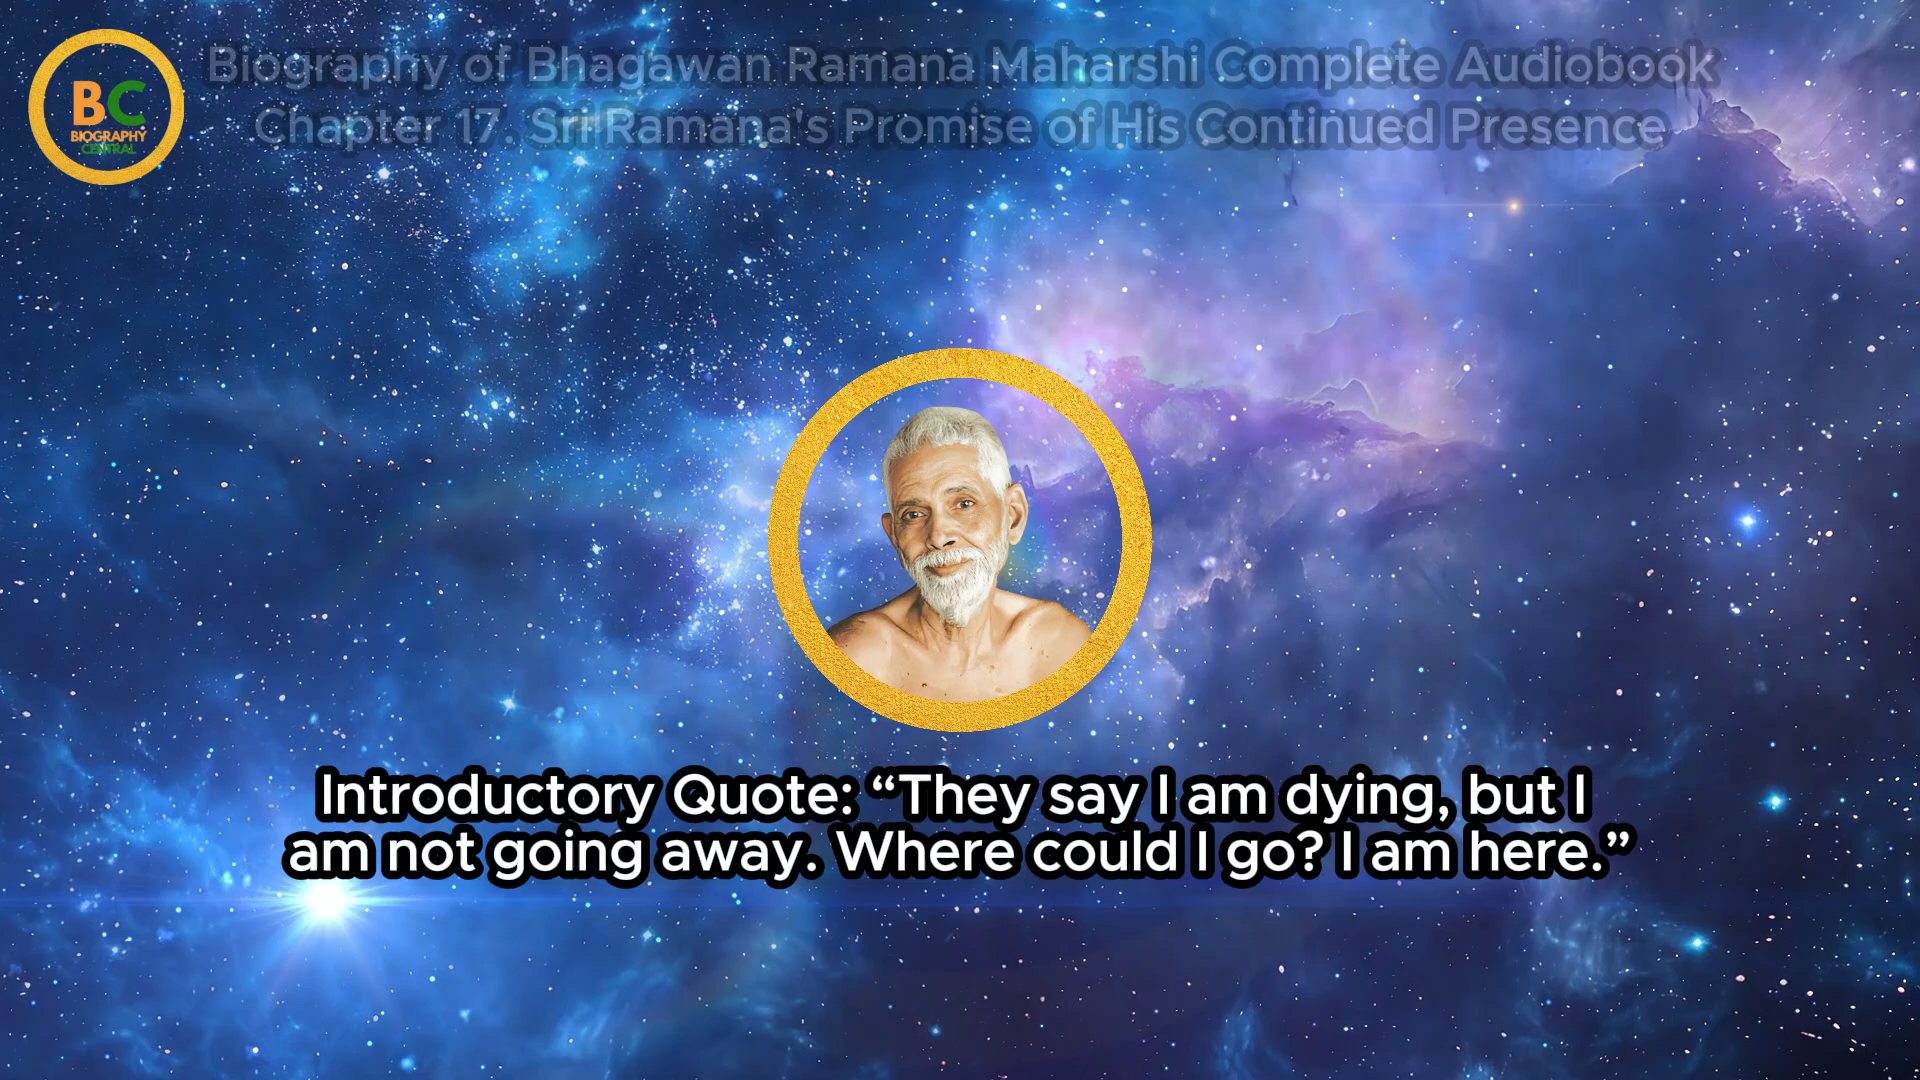 BC
BIOGRAPHY
CENTRAL
Biography of Bhagawan Ramana Maharshi Complete Audiobook
Chapter 17, Sri Ramana's Promise of His Continued Presence
Introductory Quote: “They say I am dying, but I
am not going away. Where could I go? I am here.”